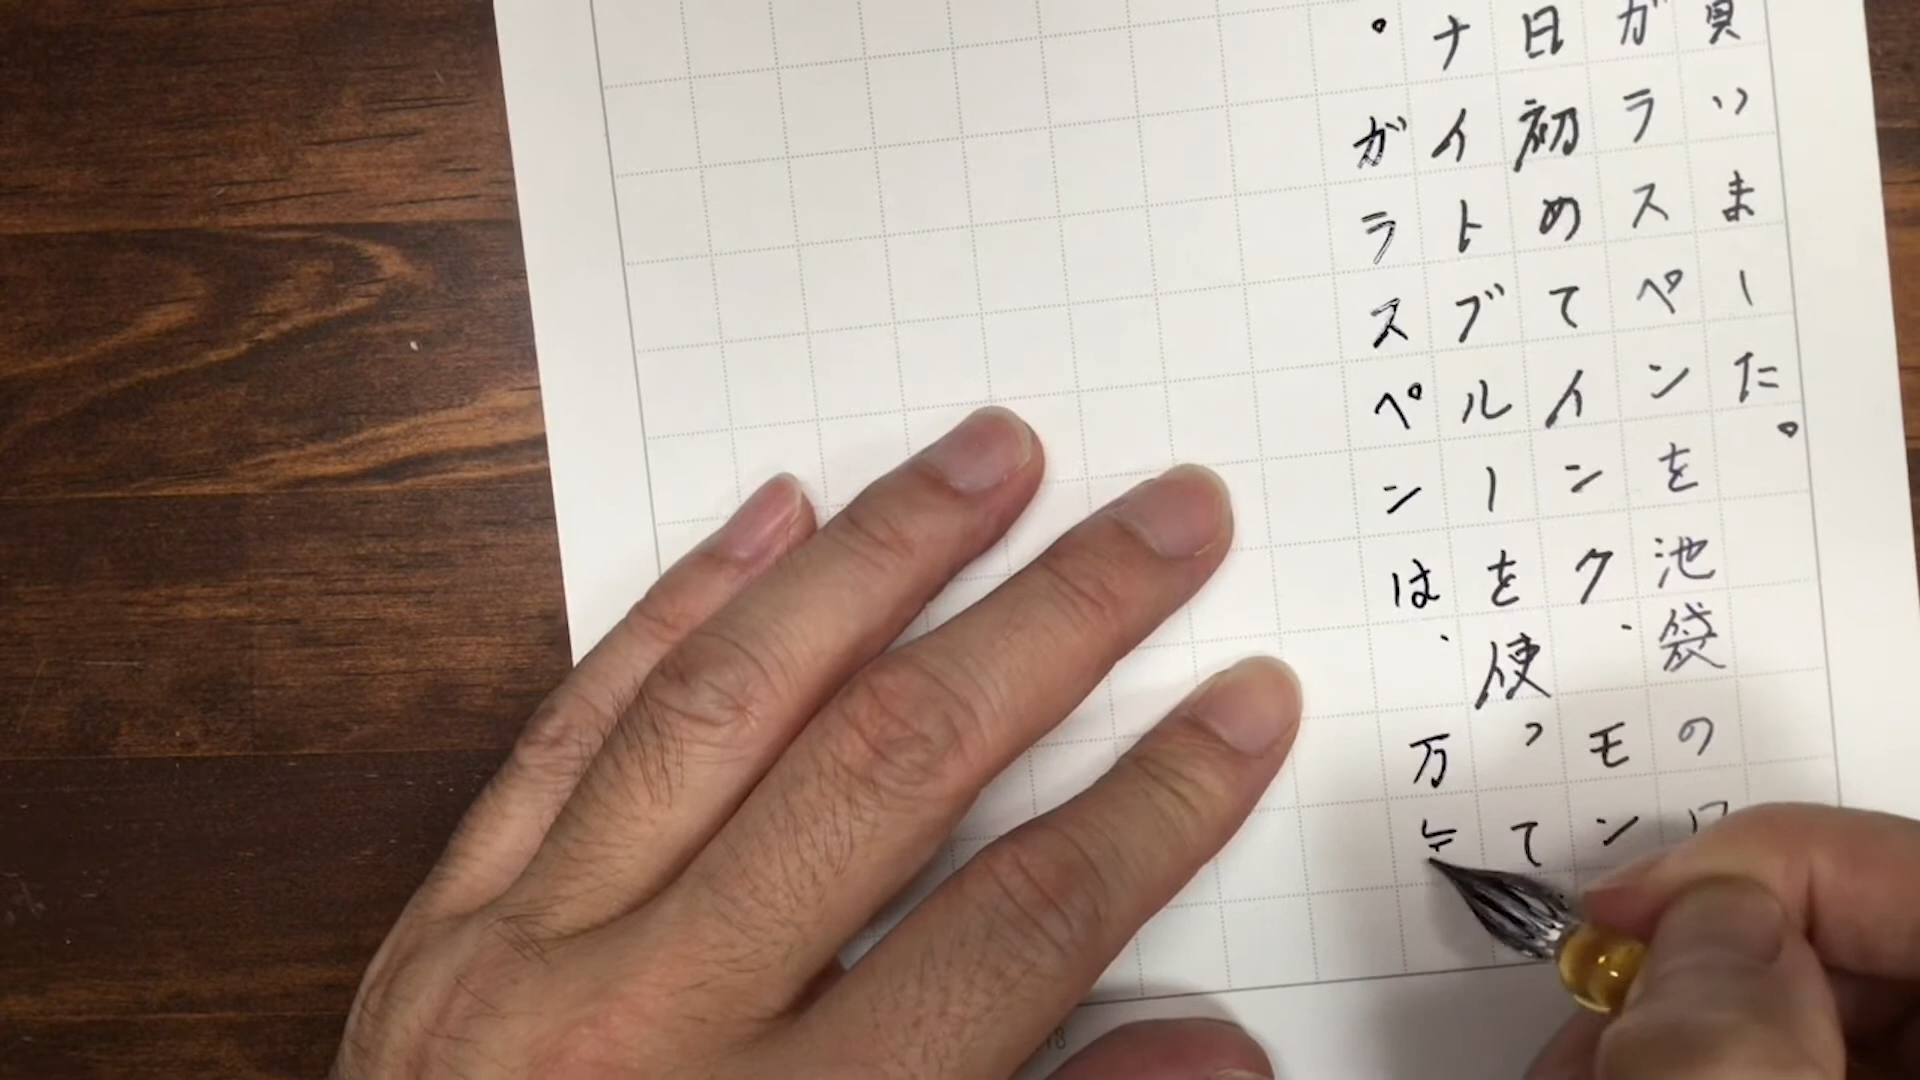 買いました。
ガラスペンを池袋の
日初めてインク、モン
ナイトブルーを使って
。ガラスペンは、万年